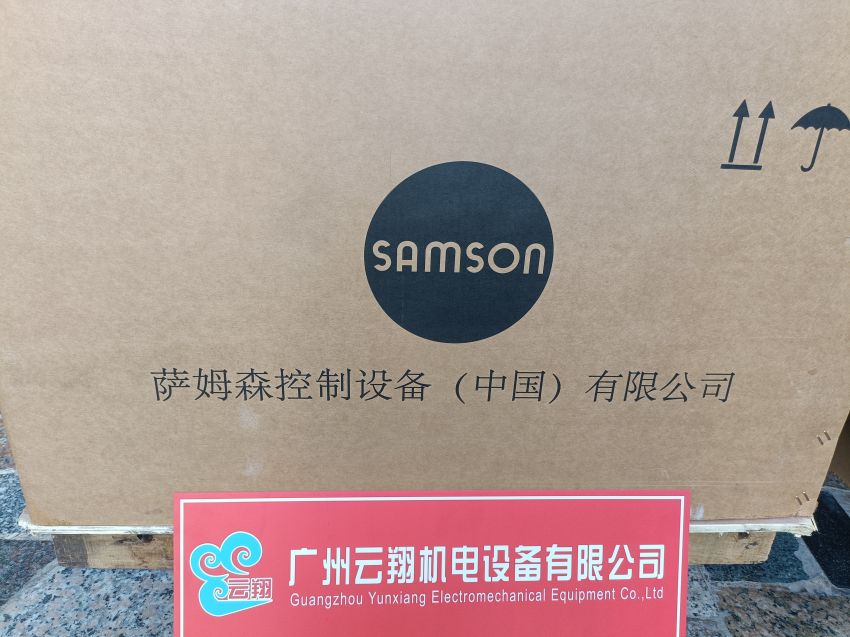 SAMSON
萨姆森控制设备（中国）有限公司
云翔
广州云翔机电设备有限公司
Guangzhou Yunxiang Electromechanical Equipment Co.,Ltd